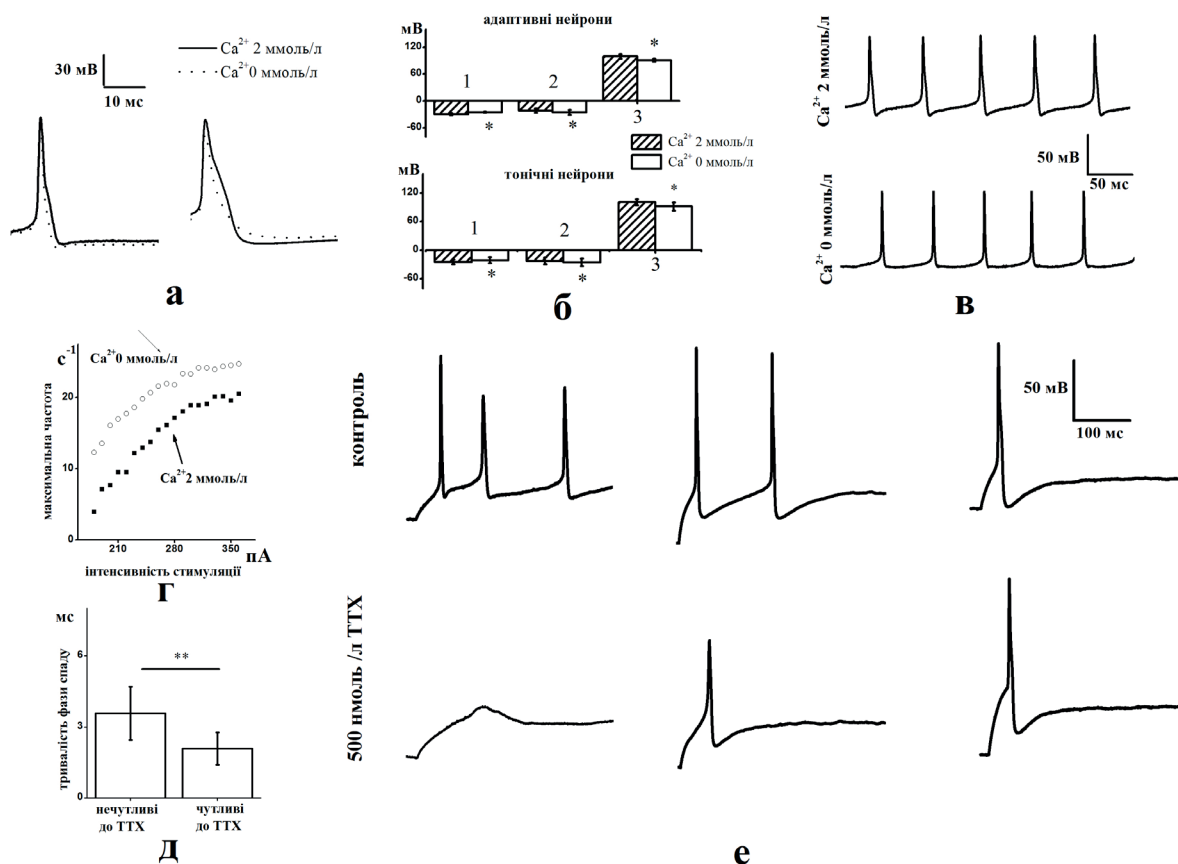 30 мВ
10 мс
Ca²⁺ 2 ммоль/л
Ca²⁺ 0 ммоль/л
а
адаптивні нейрони
мВ
120
60
0
-60
1
2
3
*
*
*
Ca²⁺ 2 ммоль/л
Ca²⁺ 0 ммоль/л
тонічні нейрони
мВ
120
60
0
-60
1
2
3
*
*
*
б
Ca²⁺ 2 ммоль/л
Ca²⁺ 0 ммоль/л
50 мВ
50 мс
в
с⁻¹
максимальна частота
20
10
0
Ca²⁺0 ммоль/л
Ca²⁺2 ммоль/л
210
280
350
пА
інтенсивність стимуляції
г
мс
тривалість фази спаду
6
3
0
**
нечутливі
до ТТХ
чутливі
до ТТХ
д
контроль
500 нмоль /л ТТХ
50 мВ
100 мс
е